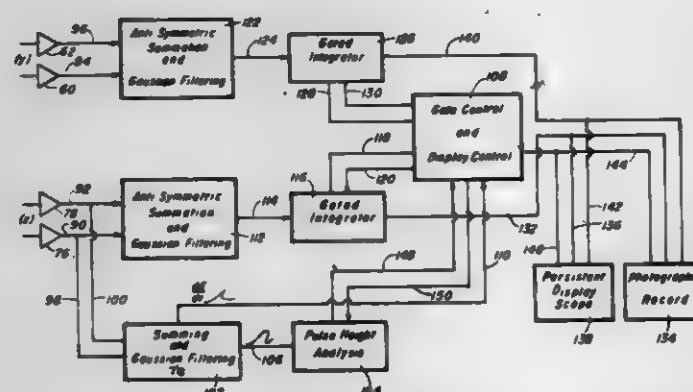 96
(y)
62
94
60
Anti Symmetric
Summation
and
Gaussian Filtering
122
124
Gated
Integrator
126
140
128
130
108
Gate Control
and
Display Control
118
120
116
144
142
136
146
92
(x)
78
90
76
98
100
Anti Symmetric
Summation
and
Gaussian Filtering
112
114
Gated
Integrator
132
148
110
150
Summing
and
Gaussian Filtering
106
Pulse Height
Analysis
Persistent
Display
Scope
138
Photographic
Record
134